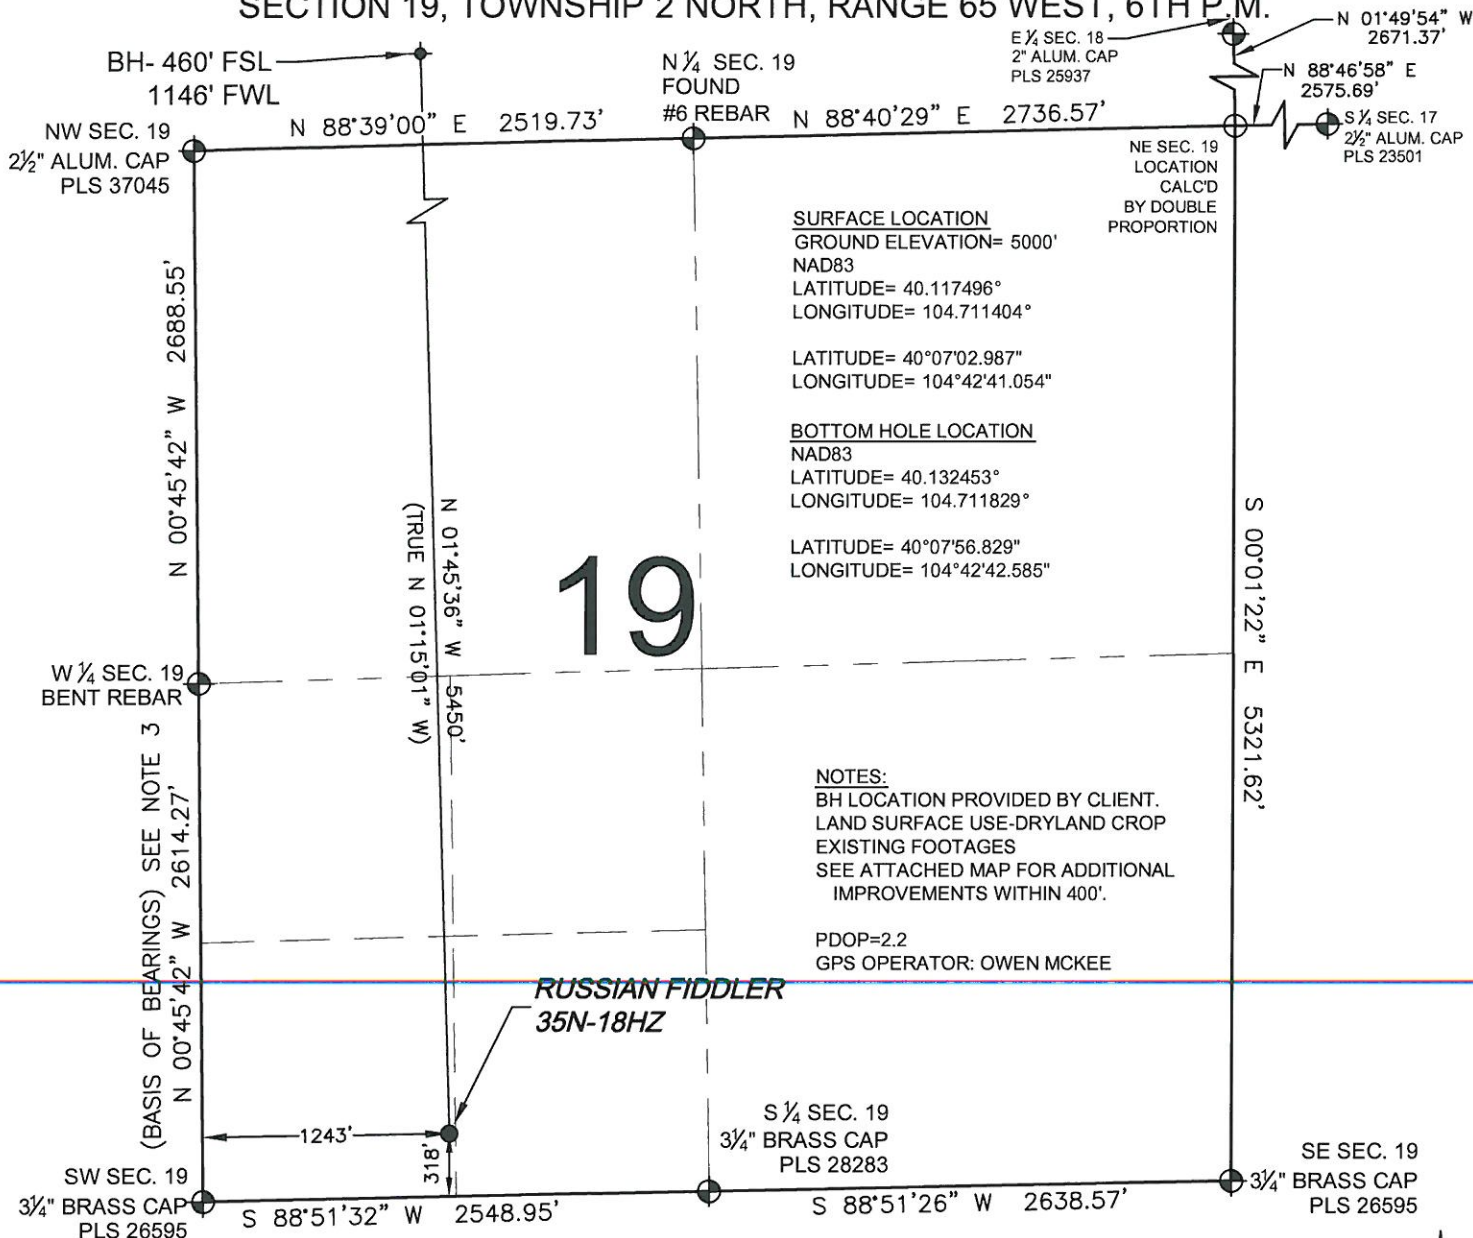 SECTION 19, TOWNSHIP 2 NORTH, RANGE 65 WEST, 6TH P.M.
BH- 460' FSL
1146' FWL
N ¼ SEC. 19
FOUND
#6 REBAR
E ¼ SEC. 18
2" ALUM. CAP
PLS 25937
N 01°49'54" W
2671.37'
N 88°46'58" E
2575.69'
S ¼ SEC. 17
2½" ALUM. CAP
PLS 23501
NW SEC. 19
2½" ALUM. CAP
PLS 37045
N 88°39'00" E 2519.73'
N 88°40'29" E 2736.57'
NE SEC. 19
LOCATION
CALC'D
BY DOUBLE
PROPORTION
SURFACE LOCATION
GROUND ELEVATION= 5000'
NAD83
LATITUDE= 40.117496°
LONGITUDE= 104.711404°
LATITUDE= 40°07'02.987"
LONGITUDE= 104°42'41.054"
BOTTOM HOLE LOCATION
NAD83
LATITUDE= 40.132453°
LONGITUDE= 104.711829°
LATITUDE= 40°07'56.829"
LONGITUDE= 104°42'42.585"
N 00°45'42" W 2688.55'
N 01°45'36" W 5450'
(TRUE N 01°15'01" W)
19
S 00°01'22" E 5321.62'
W ¼ SEC. 19
BENT REBAR
(BASIS OF BEARINGS) SEE NOTE 3
N 00°45'42" W 2614.27'
NOTES:
BH LOCATION PROVIDED BY CLIENT.
LAND SURFACE USE-DRYLAND CROP
EXISTING FOOTAGES
SEE ATTACHED MAP FOR ADDITIONAL
IMPROVEMENTS WITHIN 400'.
PDOP=2.2
GPS OPERATOR: OWEN MCKEE
RUSSIAN FIDDLER
35N-18HZ
1243'
318'
SW SEC. 19
3¼" BRASS CAP
PLS 26595
S 88°51'32" W 2548.95'
S ¼ SEC. 19
3¼" BRASS CAP
PLS 28283
S 88°51'26" W 2638.57'
SE SEC. 19
3¼" BRASS CAP
PLS 26595